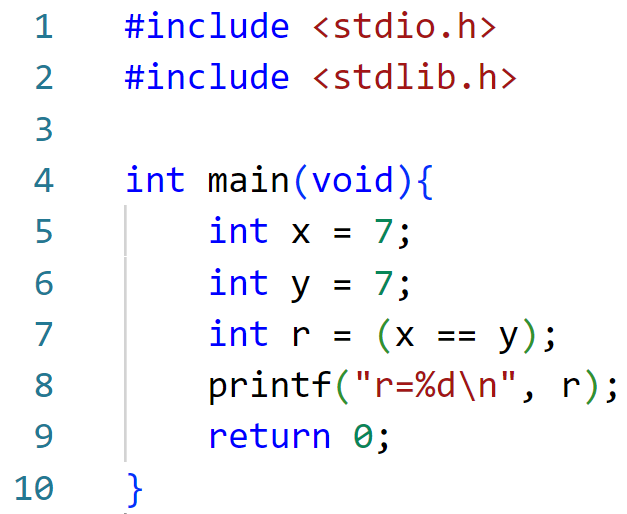 1 #include <stdio.h>
2 #include <stdlib.h>
3
4 int main(void){
5     int x = 7;
6     int y = 7;
7     int r = (x == y);
8     printf("r=%d\n", r);
9     return 0;
10 }